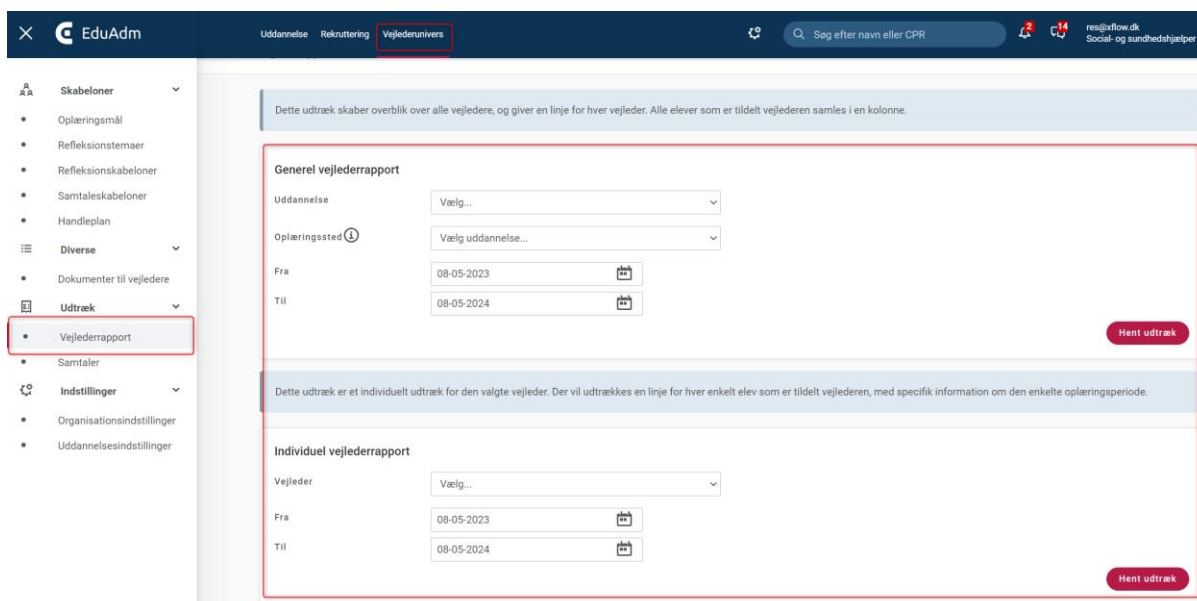 EduAdm
Uddannelse Rekruttering Vejlederunivers
Søg efter navn eller CPR
2 14
res@xflow.dk
Social- og sundhedshjælper
Skabeloner
Oplæringsmål
Refleksionstemaer
Refleksionskabeloner
Samtaleskabeloner
Handleplan
Diverse
Dokumenter til vejledere
Udtræk
Vejlederrapport
Samtaler
Indstillinger
Organisationsindstillinger
Uddannelsesindstillinger
Dette udtræk skaber overblik over alle vejledere, og giver en linje for hver vejleder. Alle elever som er tildelt vejlederen samles i en kolonne.
Generel vejlederrapport
Uddannelse Vælg...
Oplæringssted Vælg uddannelse...
Fra 08-05-2023
Til 08-05-2024
Hent udtræk
Dette udtræk er et individuelt udtræk for den valgte vejleder. Der vil udtrækkes en linje for hver enkelt elev som er tildelt vejlederen, med specifik information om den enkelte oplæringsperiode.
Individuel vejlederrapport
Vejleder Vælg...
Fra 08-05-2023
Til 08-05-2024
Hent udtræk